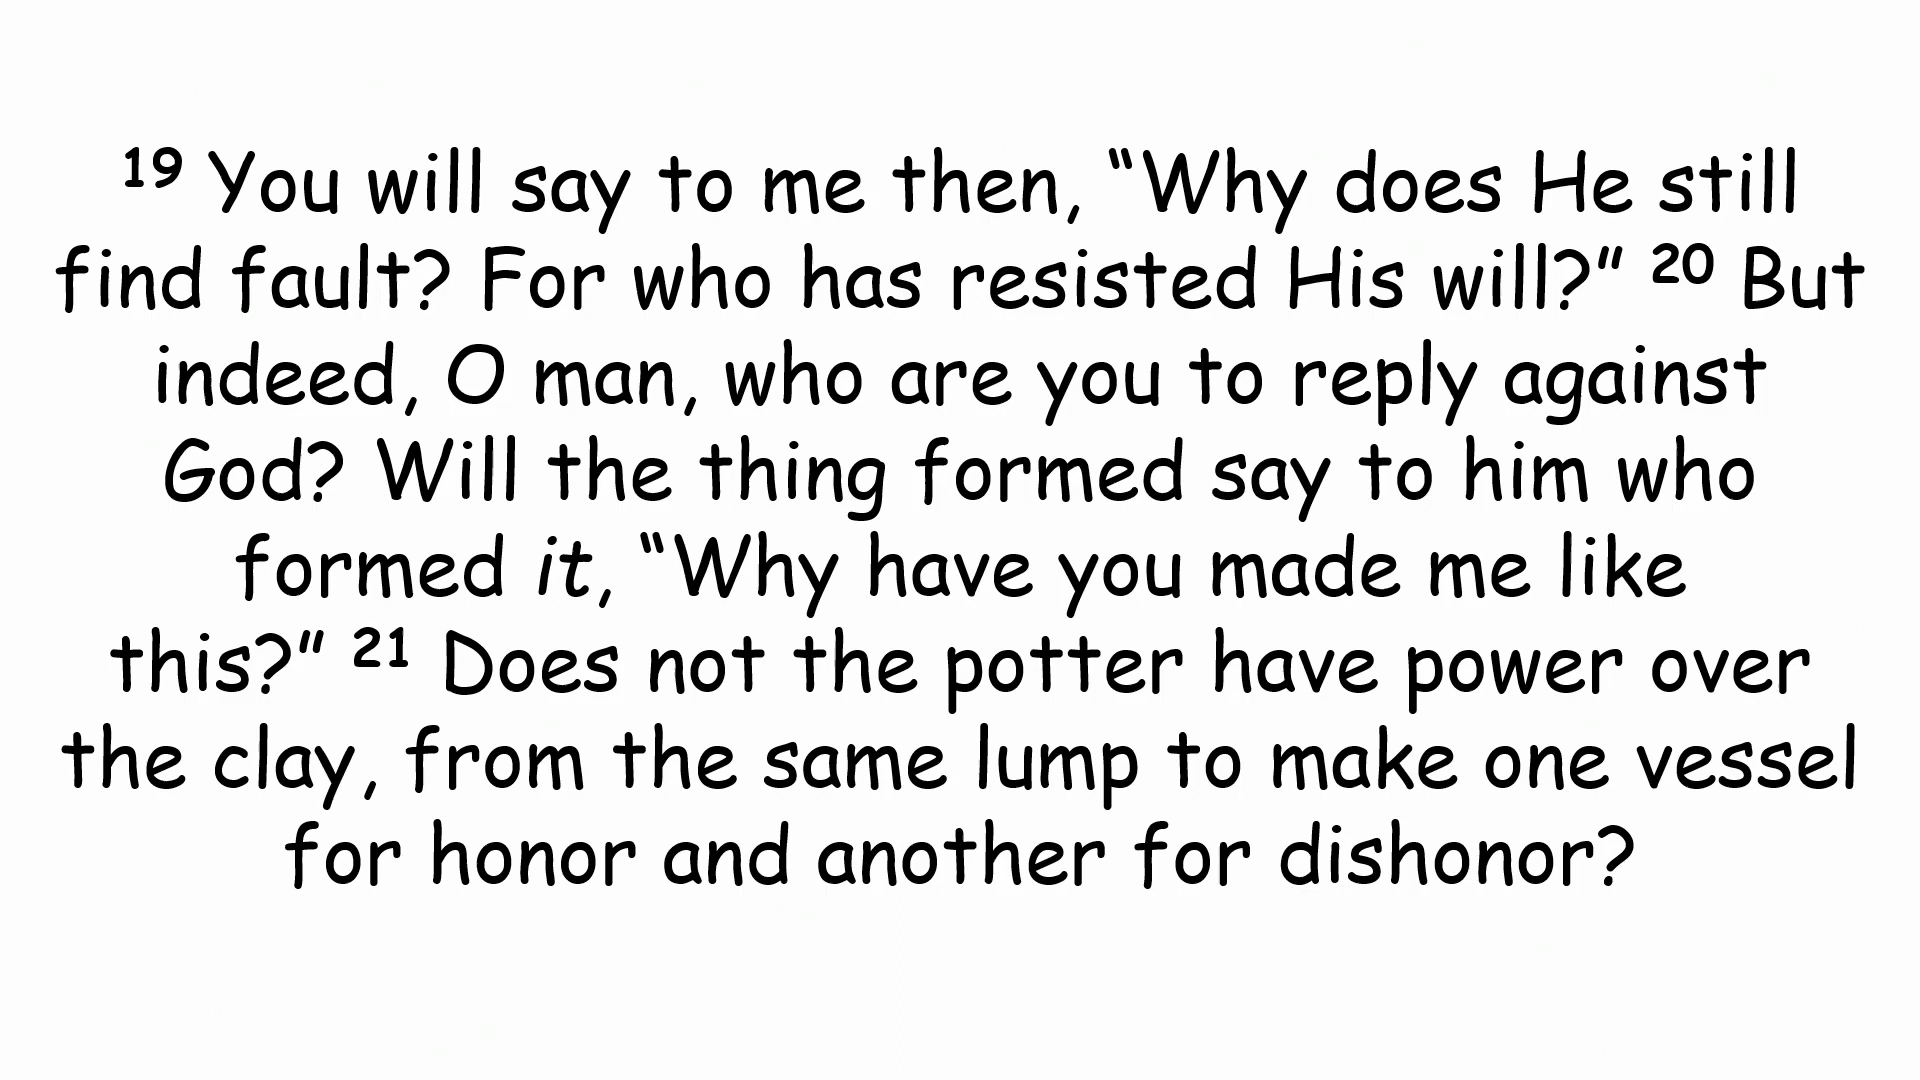 ¹⁹ You will say to me then, “Why does He still
find fault? For who has resisted His will?” ²⁰ But
indeed, O man, who are you to reply against
God? Will the thing formed say to him who
formed it, “Why have you made me like
this?” ²¹ Does not the potter have power over
the clay, from the same lump to make one vessel
for honor and another for dishonor?